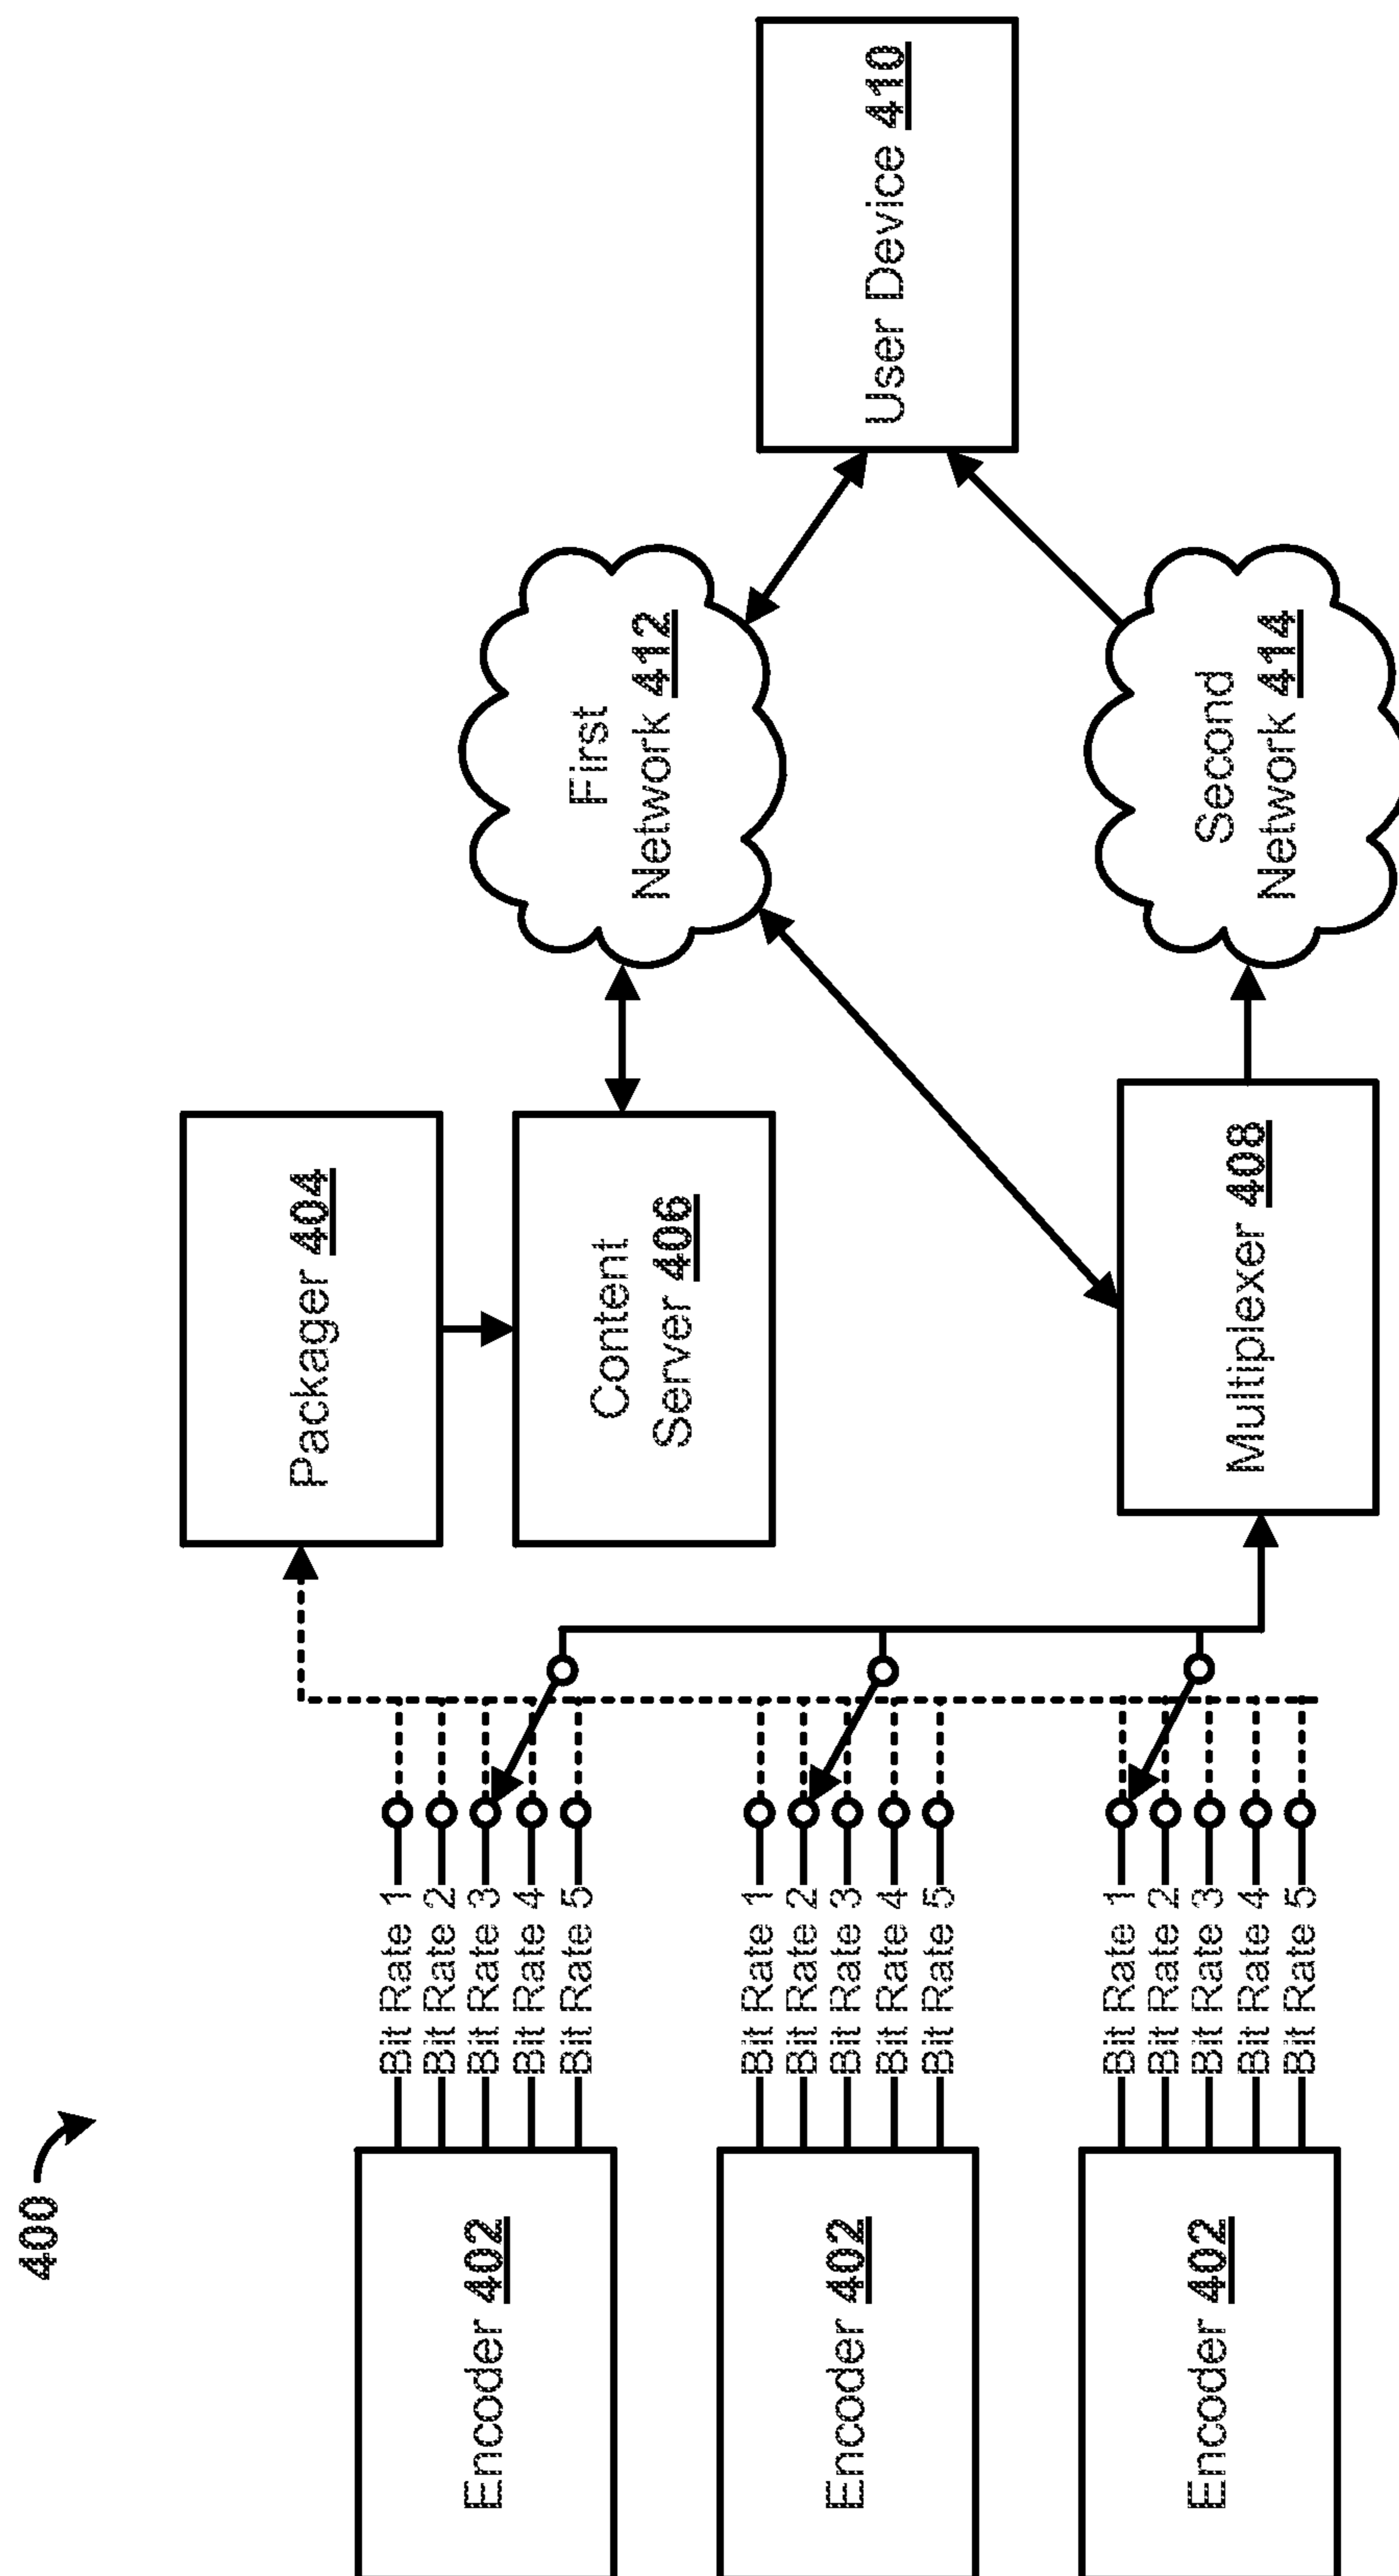 400
Encoder 402
Bit Rate 1
Bit Rate 2
Bit Rate 3
Bit Rate 4
Bit Rate 5
Encoder 402
Bit Rate 1
Bit Rate 2
Bit Rate 3
Bit Rate 4
Bit Rate 5
Encoder 402
Bit Rate 1
Bit Rate 2
Bit Rate 3
Bit Rate 4
Bit Rate 5
Packager 404
Content
Server 406
Multiplexer 408
First
Network 412
Second
Network 414
User Device 410